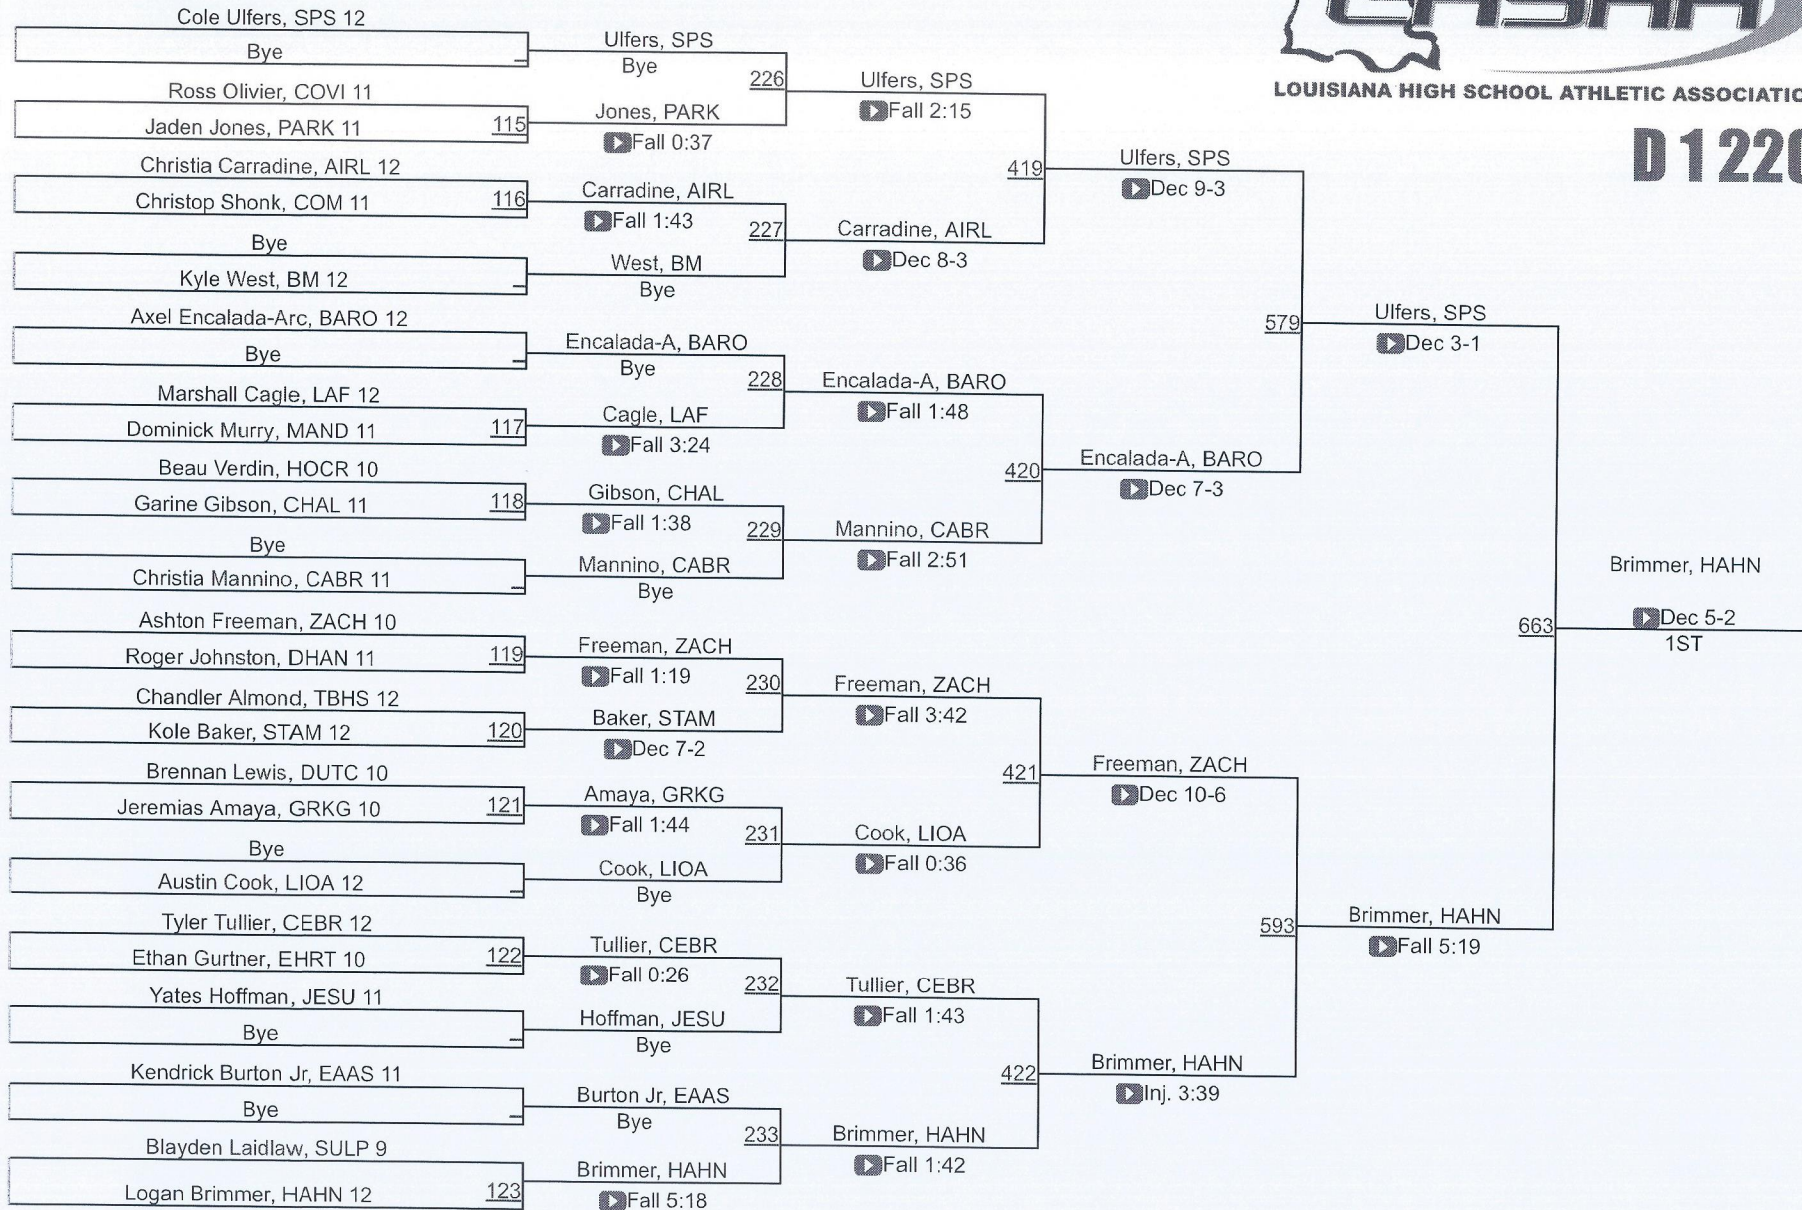 LHSAA
LOUISIANA HIGH SCHOOL ATHLETIC
D 1 220
Cole Ulfers, SPS 12
Bye
Ross Olivier, COVI 11
Jaden Jones, PARK 11
115
Christia Carradine, AIRL 12
Christop Shonk, COM 11
116
Bye
Kyle West, BM 12
Axel Encalada-Arc, BARO 12
Bye
Marshall Cagle, LAF 12
Dominick Murry, MAND 11
117
Beau Verdin, HOCR 10
Garine Gibson, CHAL 11
118
Bye
Christia Mannino, CABR 11
Ashton Freeman, ZACH 10
Roger Johnston, DHAN 11
119
Chandler Almond, TBHS 12
Kole Baker, STAM 12
120
Brennan Lewis, DUTC 10
Jeremias Amaya, GRKG 10
121
Bye
Austin Cook, LIOA 12
Tyler Tullier, CEBR 12
Ethan Gurtner, EHRT 10
122
Yates Hoffman, JESU 11
Bye
Kendrick Burton Jr, EAAS 11
Bye
Blayden Laidlaw, SULP 9
Logan Brimmer, HAHN 12
123
Ulfers, SPS
Bye
226
Jones, PARK
Fall 0:37
Carradine, AIRL
Fall 1:43
227
West, BM
Bye
Encalada-A, BARO
Bye
228
Cagle, LAF
Fall 3:24
Gibson, CHAL
Fall 1:38
229
Mannino, CABR
Bye
Freeman, ZACH
Fall 1:19
230
Baker, STAM
Dec 7-2
Amaya, GRKG
Fall 1:44
231
Cook, LIOA
Bye
Tullier, CEBR
Fall 0:26
232
Hoffman, JESU
Bye
Burton Jr, EAAS
Bye
233
Brimmer, HAHN
Fall 5:18
Ulfers, SPS
Fall 2:15
419
Carradine, AIRL
Dec 8-3
Encalada-A, BARO
Fall 1:48
420
Mannino, CABR
Fall 2:51
Freeman, ZACH
Fall 3:42
421
Cook, LIOA
Fall 0:36
Tullier, CEBR
Fall 1:43
422
Brimmer, HAHN
Fall 1:42
Ulfers, SPS
Dec 9-3
579
Encalada-A, BARO
Dec 7-3
Freeman, ZACH
Dec 10-6
593
Brimmer, HAHN
Inj. 3:39
Ulfers, SPS
Dec 3-1
663
Brimmer, HAHN
Fall 5:19
Brimmer, HAHN
Dec 5-2
1ST